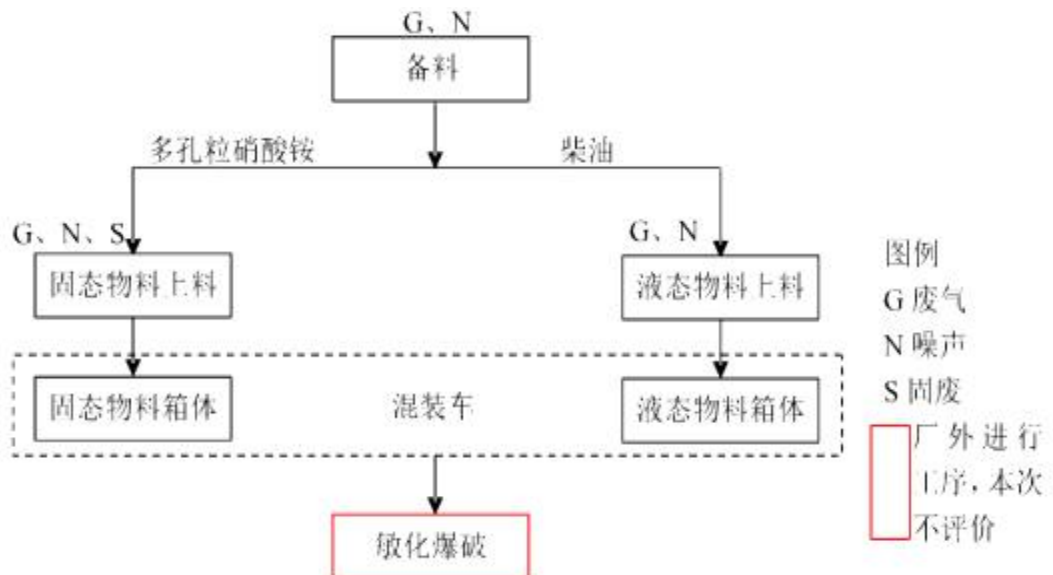 G、N
备料
多孔粒硝酸铵
柴油
G、N、S
G、N
固态物料上料
液态物料上料
固态物料箱体
混装车
液态物料箱体
敏化爆破
图例
G 废气
N 噪声
S 固废
厂外进行
工序，本次
不评价